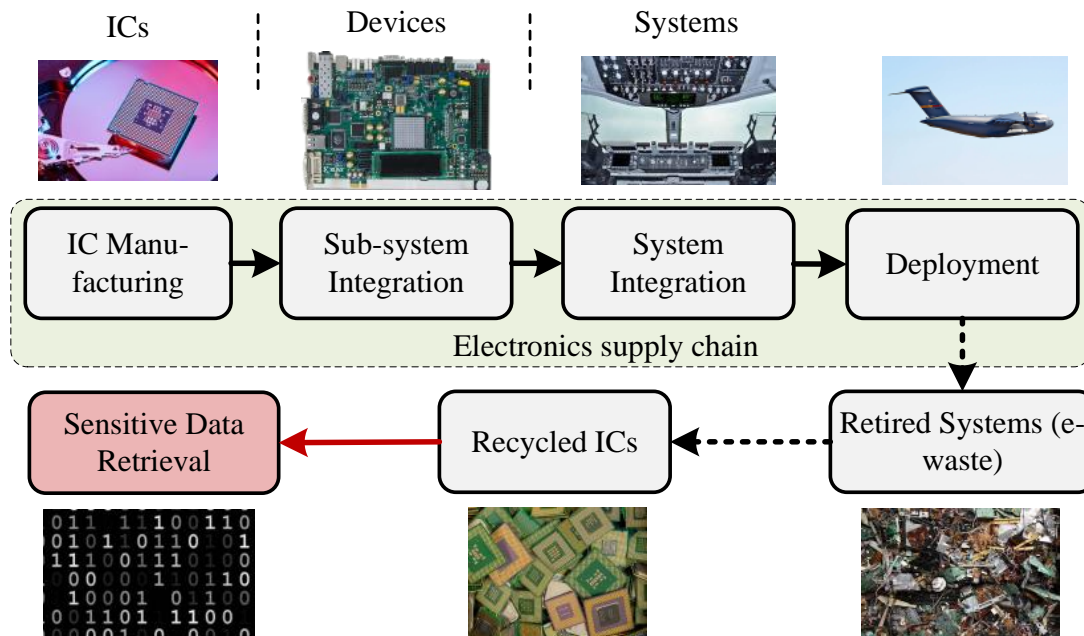 ICs
Devices
Systems
IC Manu-
facturing
Sub-system
Integration
System
Integration
Deployment
Electronics supply chain
Sensitive Data
Retrieval
Recycled ICs
Retired Systems (e-
waste)